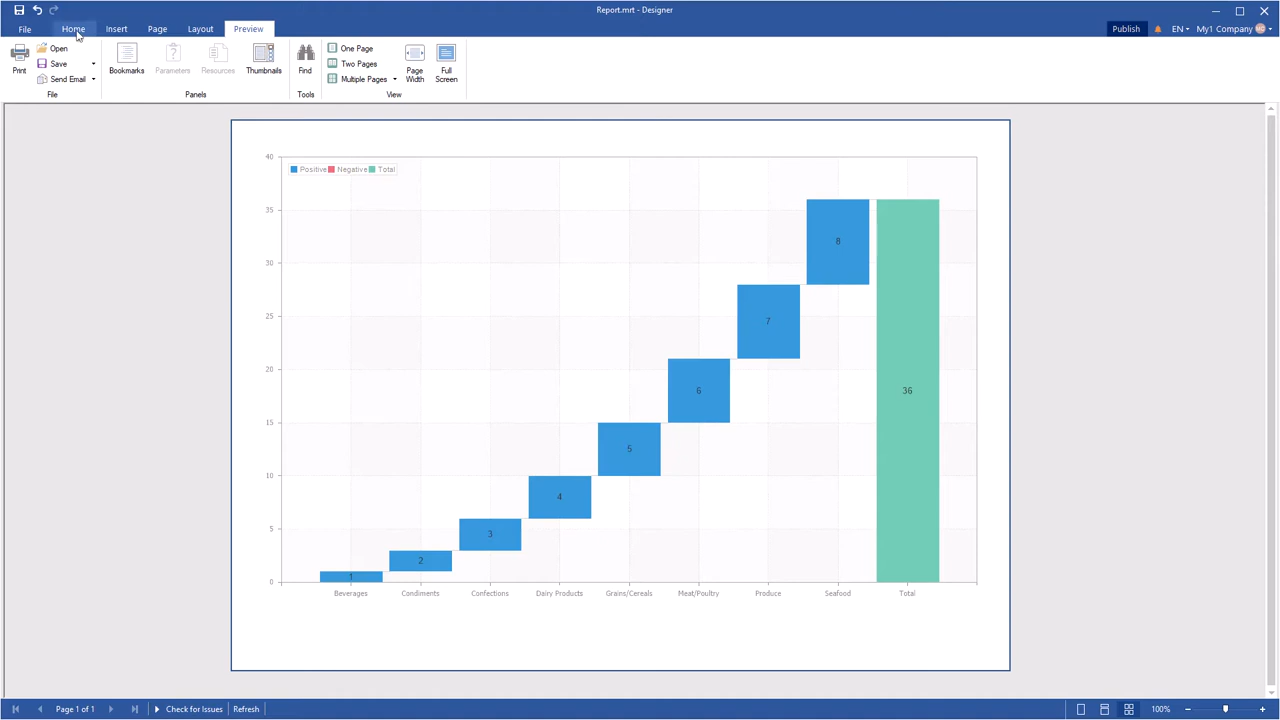 Report.mrt - Designer
File Home Insert Page Layout Preview Publish EN My1 Company
Print
Open
Save
Send Email
File
Bookmarks
Parameters
Resources
Thumbnails
Panels
Find
Tools
One Page
Two Pages
Multiple Pages
Page Width
Full Screen
View
Positive Negative Total
40
35
30
25
20
15
10
5
0
1
2
3
4
5
6
7
8
36
Beverages Condiments Confections Dairy Products Grains/Cereals Meat/Poultry Produce Seafood Total
Page 1 of 1 Check for Issues Refresh 100%